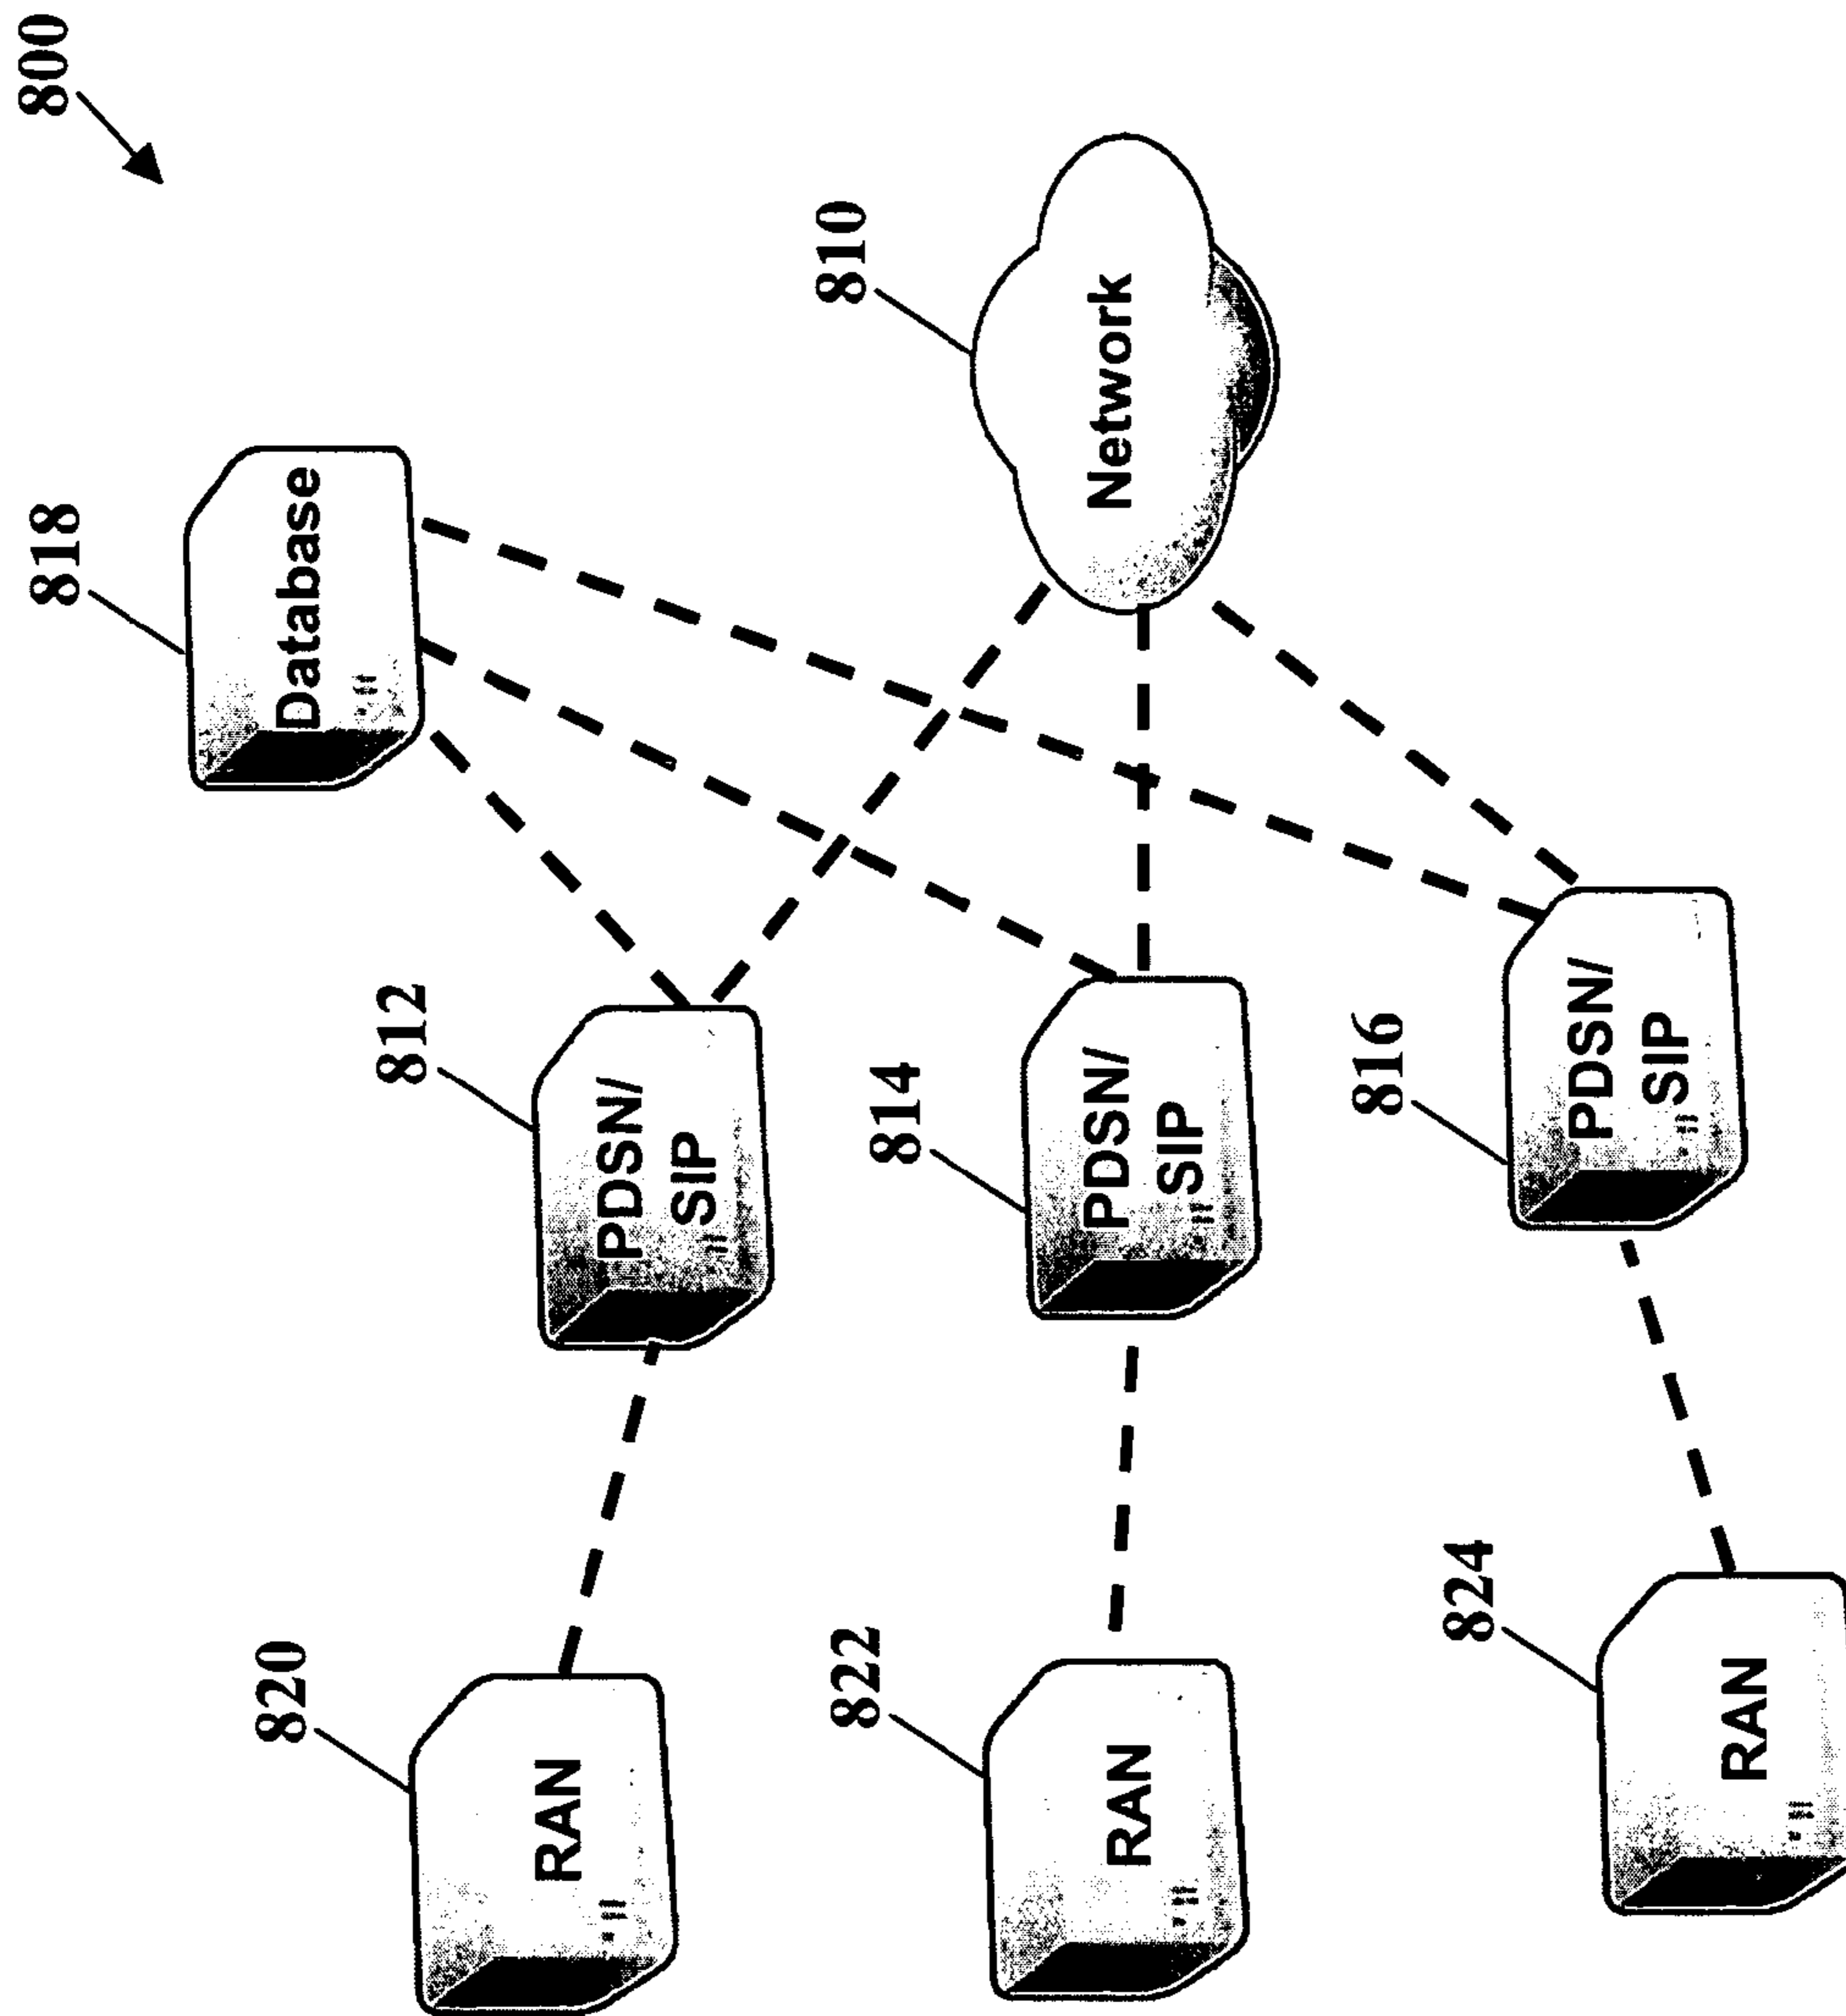 800
818
Database
820
812
RAN
PDSN/
SIP
822
814
810
RAN
PDSN/
SIP
Network
824
816
RAN
PDSN/
SIP